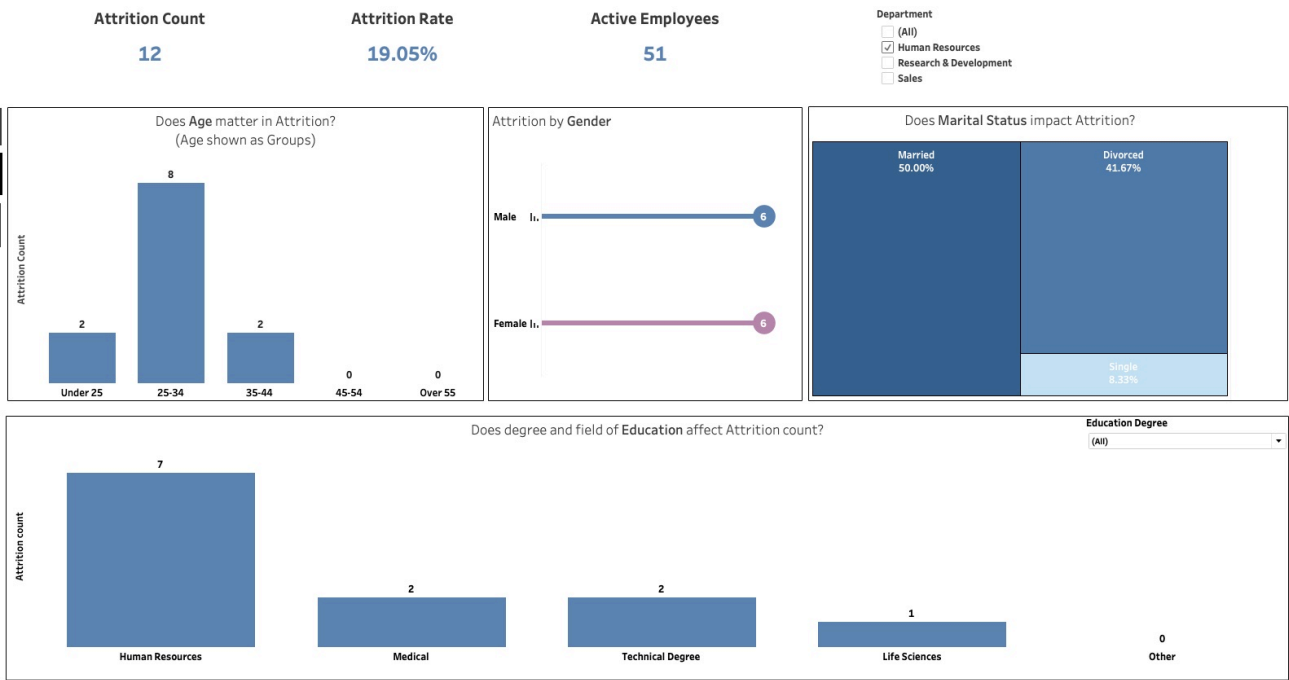 Attrition Count
12
Attrition Rate
19.05%
Active Employees
51
Department
(All)
Human Resources
Research & Development
Sales
Does Age matter in Attrition?
(Age shown as Groups)
Attrition Count
8
2
2
0
0
Under 25
25-34
35-44
45-54
Over 55
Attrition by Gender
Male
6
Female
6
Does Marital Status impact Attrition?
Married
50.00%
Divorced
41.67%
Single
8.33%
Does degree and field of Education affect Attrition count?
Education Degree
(All)
Attrition count
7
2
2
1
0
Human Resources
Medical
Technical Degree
Life Sciences
Other